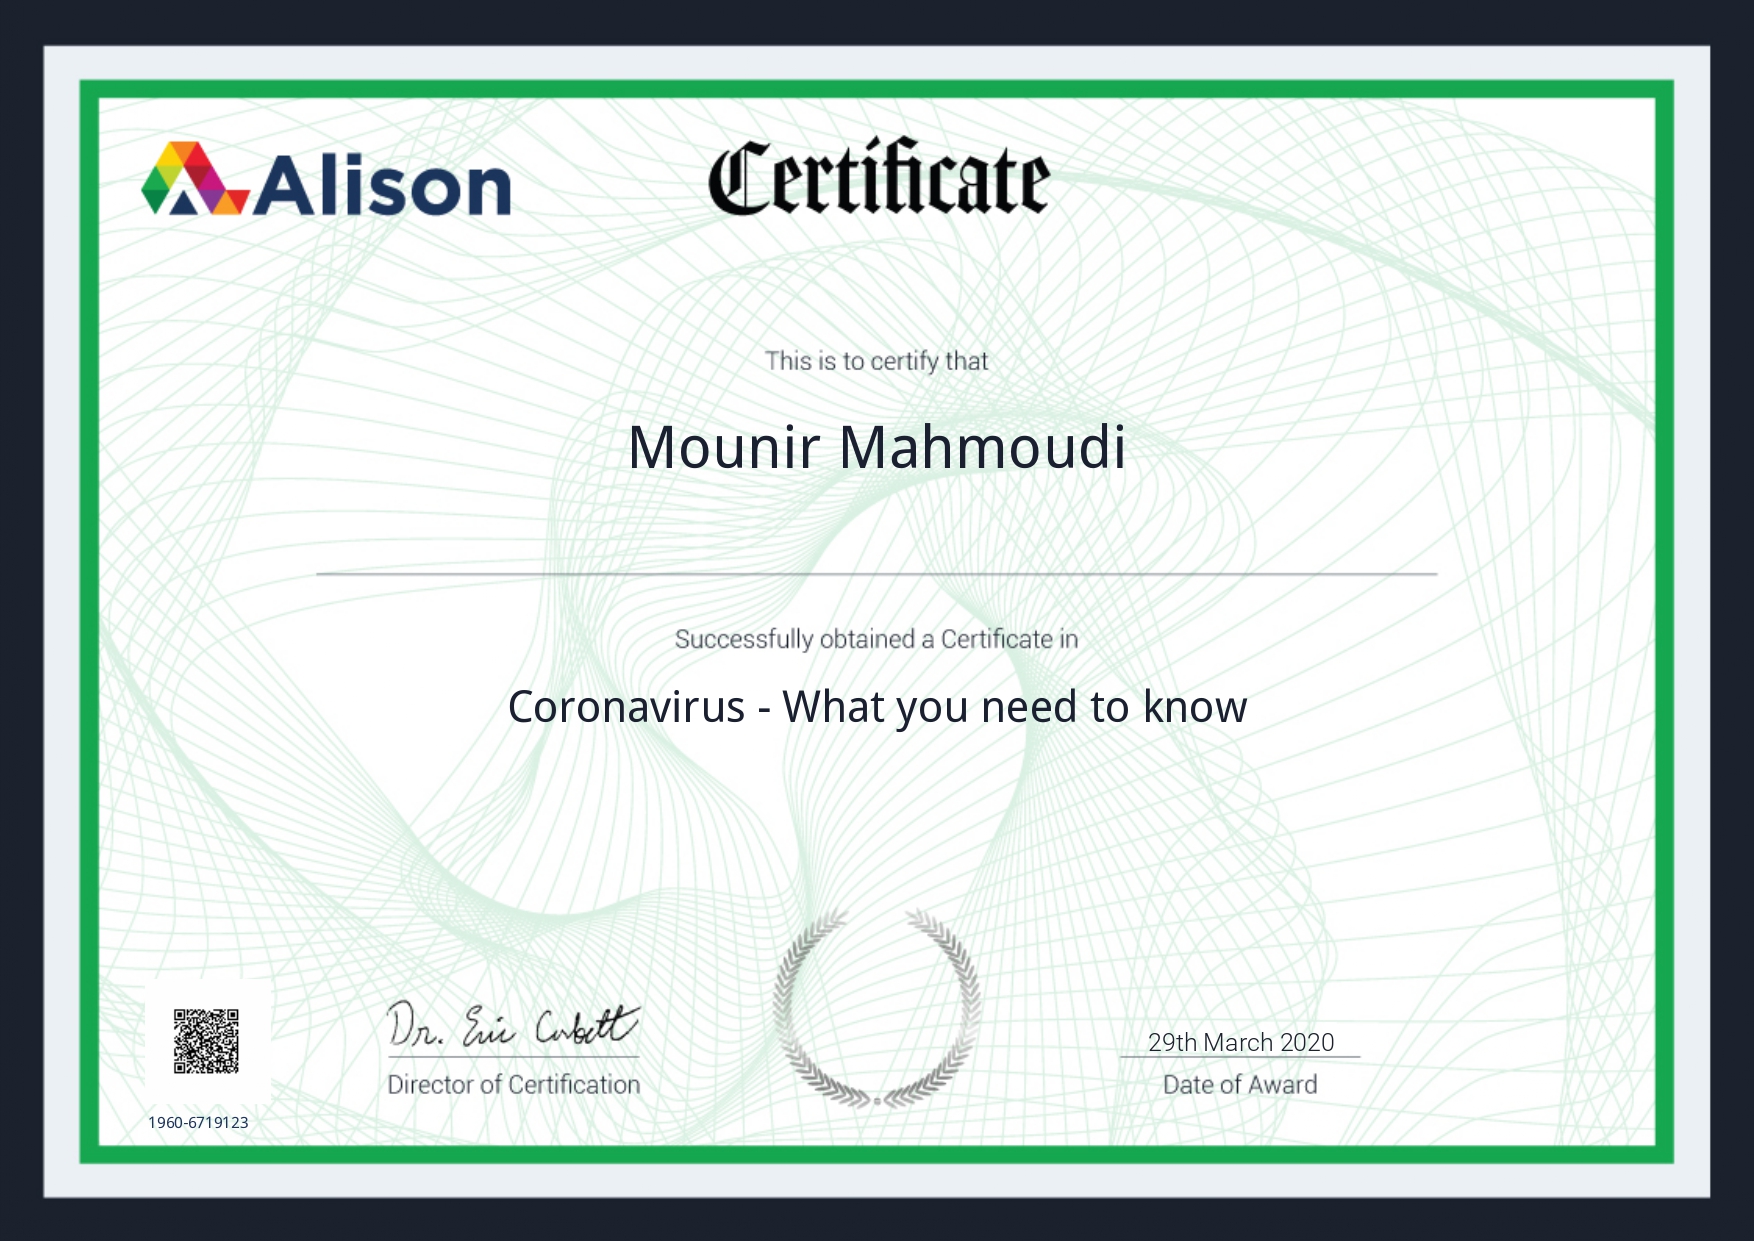 Alison
Certificate
This is to certify that
Mounir Mahmoudi
Successfully obtained a Certificate in
Coronavirus - What you need to know
Dr. Eric Corbett
Director of Certification
29th March 2020
Date of Award
1960-6719123